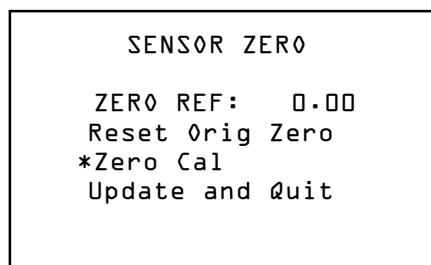 SENSOR ZERO
ZERO REF: 0.00
Reset Orig Zero
*Zero Cal
Update and Quit